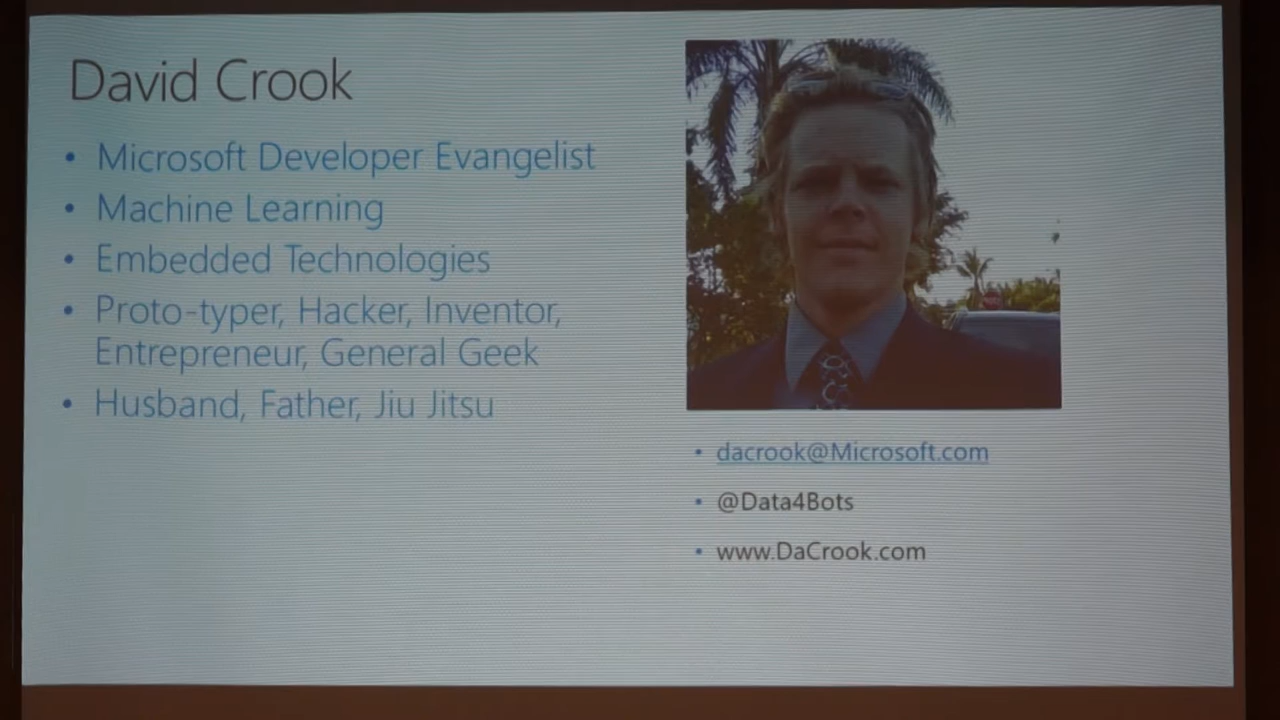 David Crook
• Microsoft Developer Evangelist
• Machine Learning
• Embedded Technologies
• Proto-typer, Hacker, Inventor,
Entrepreneur, General Geek
• Husband, Father, Jiu Jitsu
• dacrook@Microsoft.com
• @Data4Bots
• www.DaCrook.com